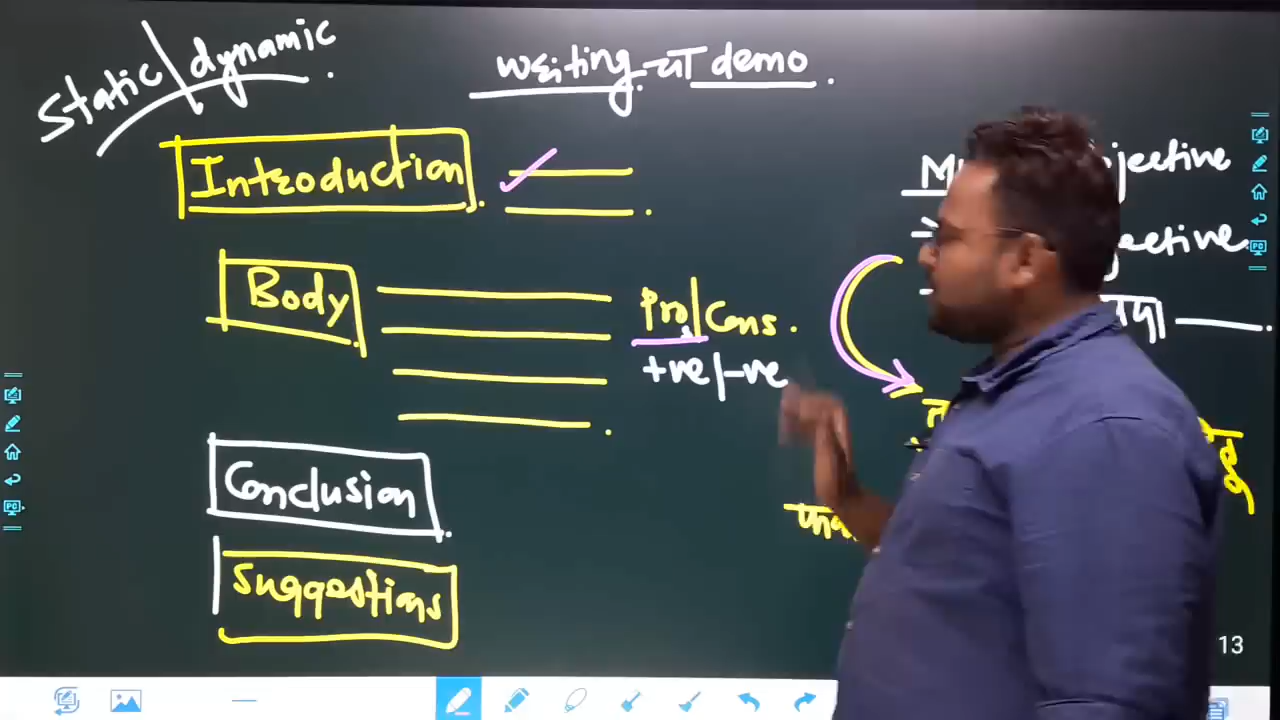 Static/dynamic.
writing का demo.
Introduction.
Body.
Pro/Cons.
+ve/-ve
Conclusion.
Suggestions
jective
jective.
13